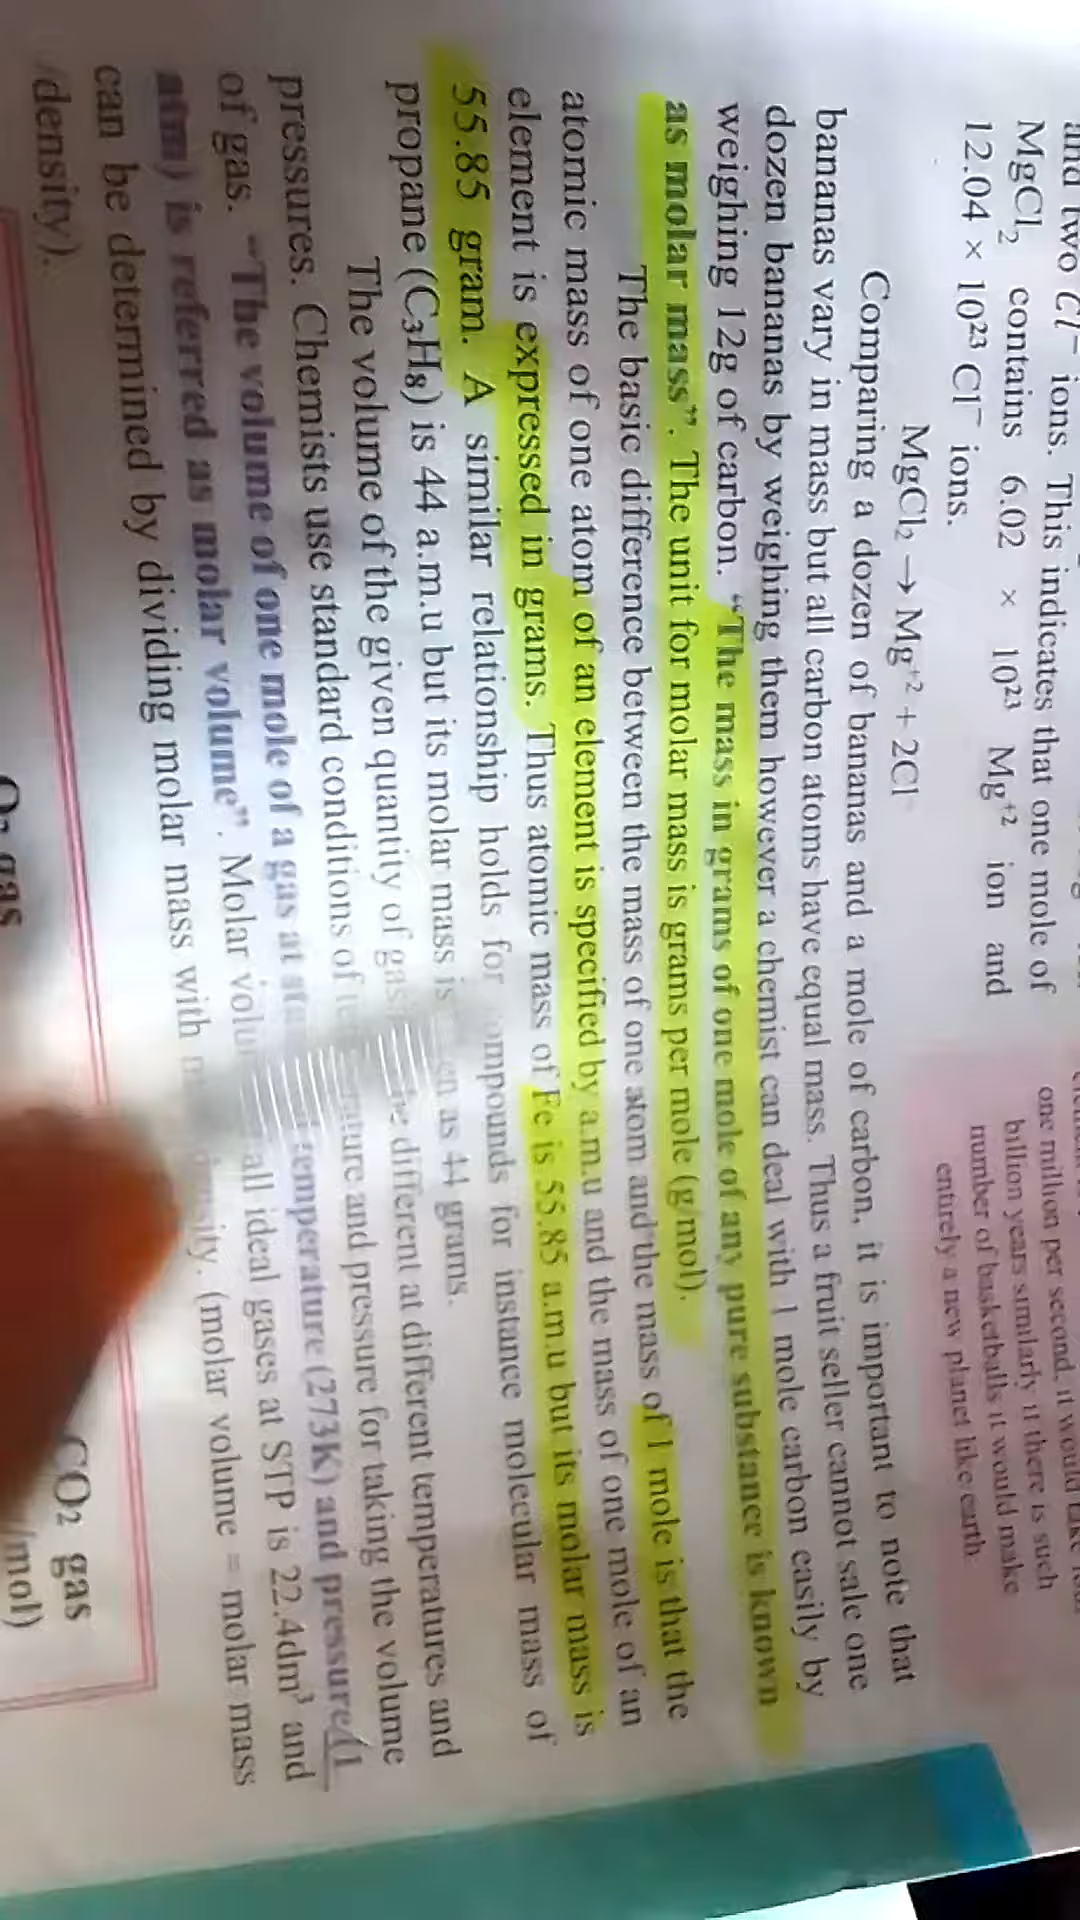 and two Cl⁻ ions. This indicates that one mole of
MgCl₂ contains 6.02 × 10²³ Mg⁺² ion and
12.04 × 10²³ Cl⁻ ions.
MgCl₂ → Mg⁺² + 2Cl⁻
one million per second, it would
billion years similarly if there is such
number of basketballs it would make
entirely a new planet like earth
Comparing a dozen of bananas and a mole of carbon, it is important to note that
bananas vary in mass but all carbon atoms have equal mass. Thus a fruit seller cannot sale one
dozen bananas by weighing them however a chemist can deal with 1 mole carbon easily by
weighing 12g of carbon. “The mass in grams of one mole of any pure substance is known
as molar mass”. The unit for molar mass is grams per mole (g/mol).
The basic difference between the mass of one atom and the mass of 1 mole is that the
atomic mass of one atom of an element is specified by a.m.u and the mass of one mole of an
element is expressed in grams. Thus atomic mass of Fe is 55.85 a.m.u but its molar mass is
55.85 gram. A similar relationship holds for compounds for instance molecular mass of
propane (C₃H₈) is 44 a.m.u but its molar mass is as 44 grams.
The volume of the given quantity of gas different at different temperatures and
pressures. Chemists use standard conditions of temperature and pressure for taking the volume
of gas. “The volume of one mole of a gas at temperature (273K) and pressure (1
atm) is referred as molar volume”. Molar all ideal gases at STP is 22.4dm³ and
can be determined by dividing molar mass with (molar volume = molar mass
/density).
O₂ gas
CO₂ gas
/mol)